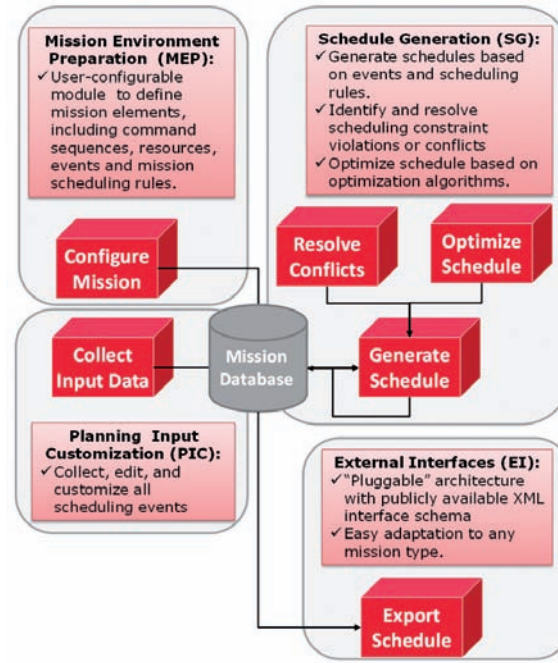 Mission Environment
Preparation (MEP):
✓User-configurable
module to define
mission elements,
including command
sequences, resources,
events and mission
scheduling rules.
Configure
Mission
Schedule Generation (SG):
✓Generate schedules
based on events and
scheduling
rules.
✓Identify and resolve
scheduling constraint
violations or conflicts
✓Optimize schedule based on
optimization algorithms.
Resolve
Conflicts
Optimize
Schedule
Collect
Input Data
Mission
Database
Generate
Schedule
Planning Input
Customization (PIC):
✓Collect, edit, and
customize all
scheduling events
External Interfaces (EI):
✓"Pluggable" architecture
with publicly available XML
interface schema
✓Easy adaptation to any
mission type.
Export
Schedule